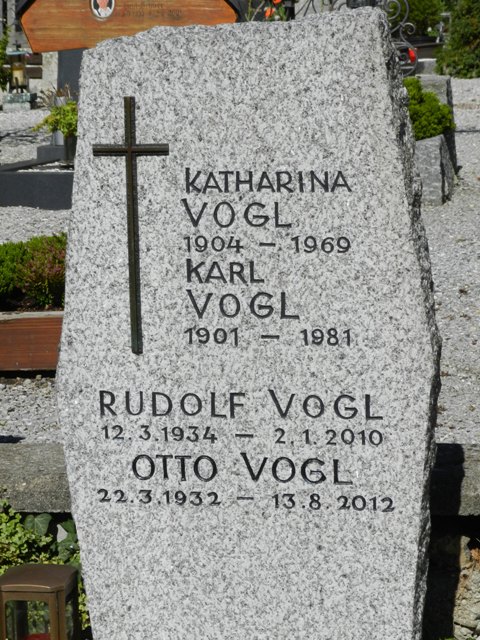 KATHARINA
VOGL
1904 – 1969
KARL
VOGL
1901 – 1981
RUDOLF VOGL
12.3.1934 – 2.1.2010
OTTO VOGL
22.3.1932 – 13.8.2012